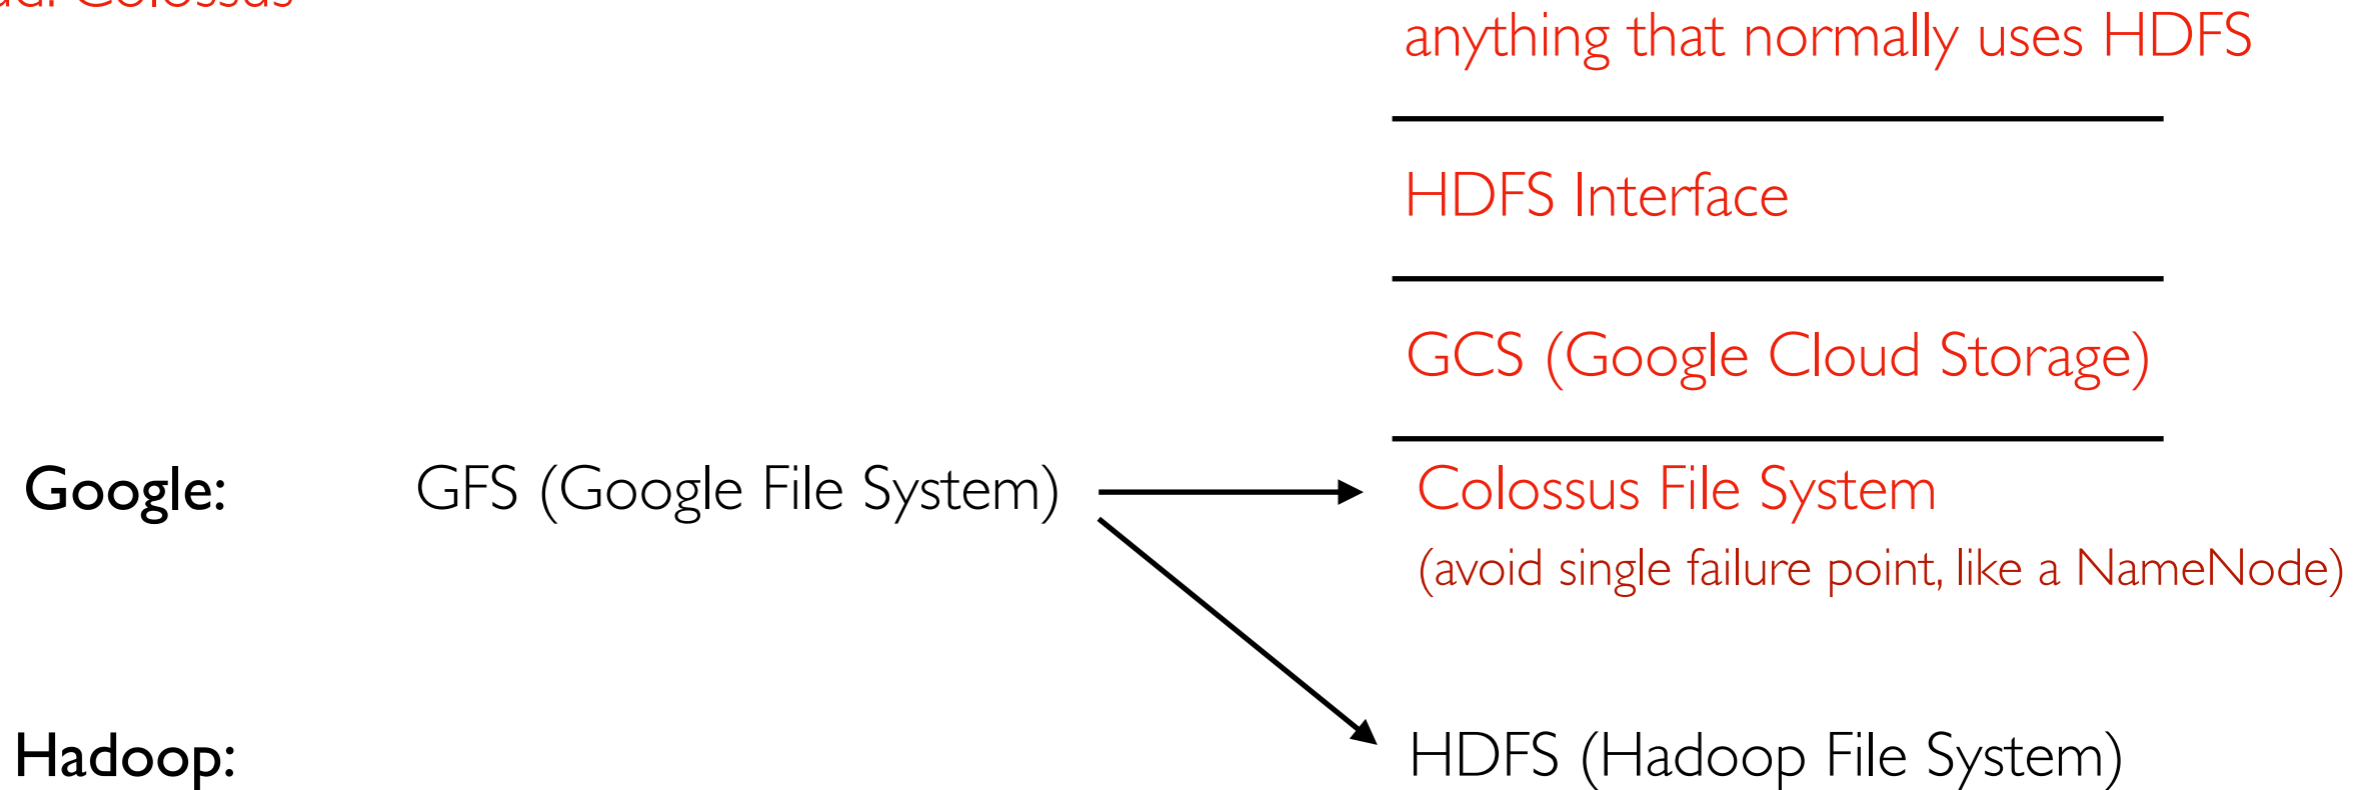 Colossus
anything that normally uses HDFS
HDFS Interface
GCS (Google Cloud Storage)
Google: GFS (Google File System) Colossus File System
(avoid single failure point, like a NameNode)
Hadoop: HDFS (Hadoop File System)